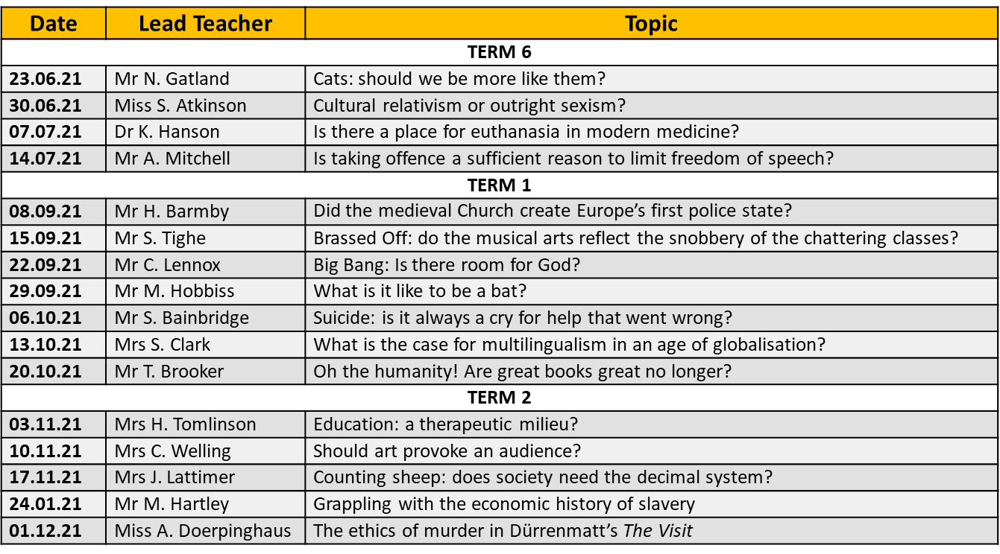 Date Lead Teacher Topic
TERM 6
23.06.21 Mr N. Gatland Cats: should we be more like them?
30.06.21 Miss S. Atkinson Cultural relativism or outright sexism?
07.07.21 Dr K. Hanson Is there a place for euthanasia in modern medicine?
14.07.21 Mr A. Mitchell Is taking offence a sufficient reason to limit freedom of speech?
TERM 1
08.09.21 Mr H. Barmby Did the medieval Church create Europe’s first police state?
15.09.21 Mr S. Tighe Brassed Off: do the musical arts reflect the snobbery of the chattering classes?
22.09.21 Mr C. Lennox Big Bang: Is there room for God?
29.09.21 Mr M. Hobbiss What is it like to be a bat?
06.10.21 Mr S. Bainbridge Suicide: is it always a cry for help that went wrong?
13.10.21 Mrs S. Clark What is the case for multilingualism in an age of globalisation?
20.10.21 Mr T. Brooker Oh the humanity! Are great books great no longer?
TERM 2
03.11.21 Mrs H. Tomlinson Education: a therapeutic milieu?
10.11.21 Mrs C. Welling Should art provoke an audience?
17.11.21 Mrs J. Lattimer Counting sheep: does society need the decimal system?
24.01.21 Mr M. Hartley Grappling with the economic history of slavery
01.12.21 Miss A. Doerpinghaus The ethics of murder in Dürrenmatt’s The Visit